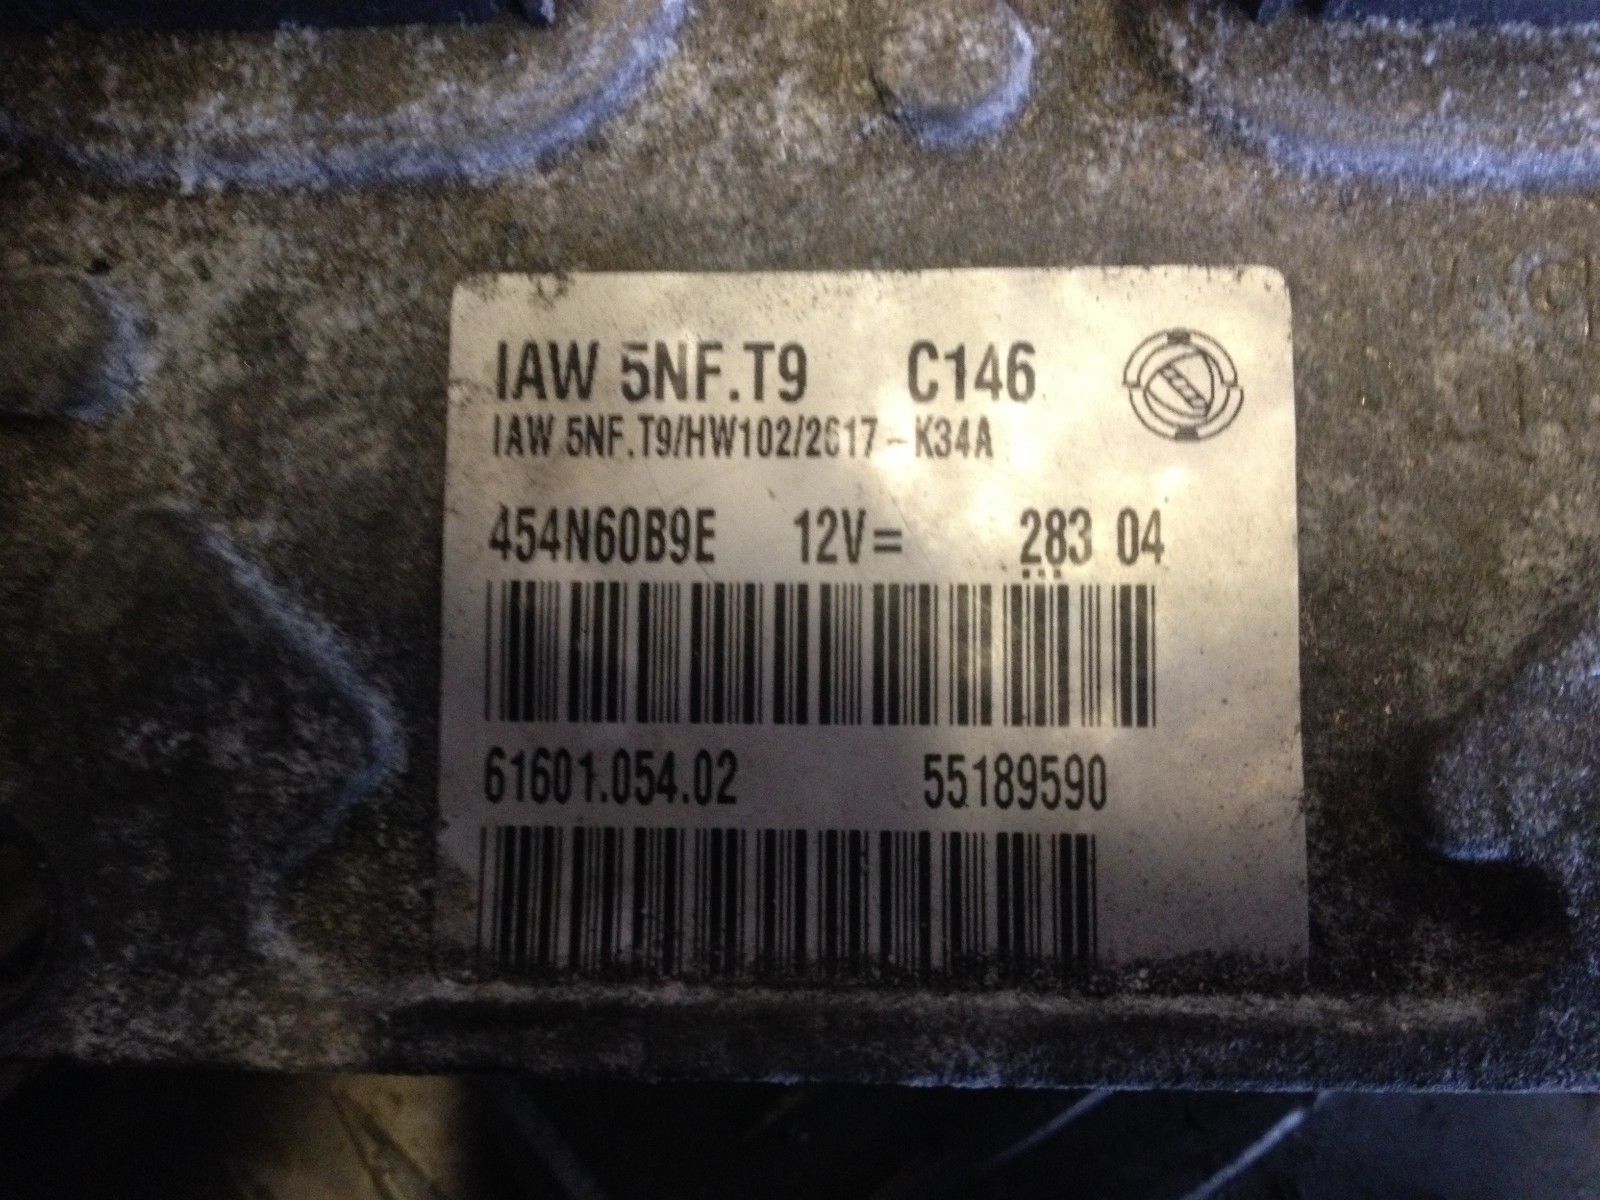 IAW 5NF.T9 C146
IAW 5NF.T9/HW102/2617-K34A
454N60B9E 12V= 283 04
61601.054.02 55189590